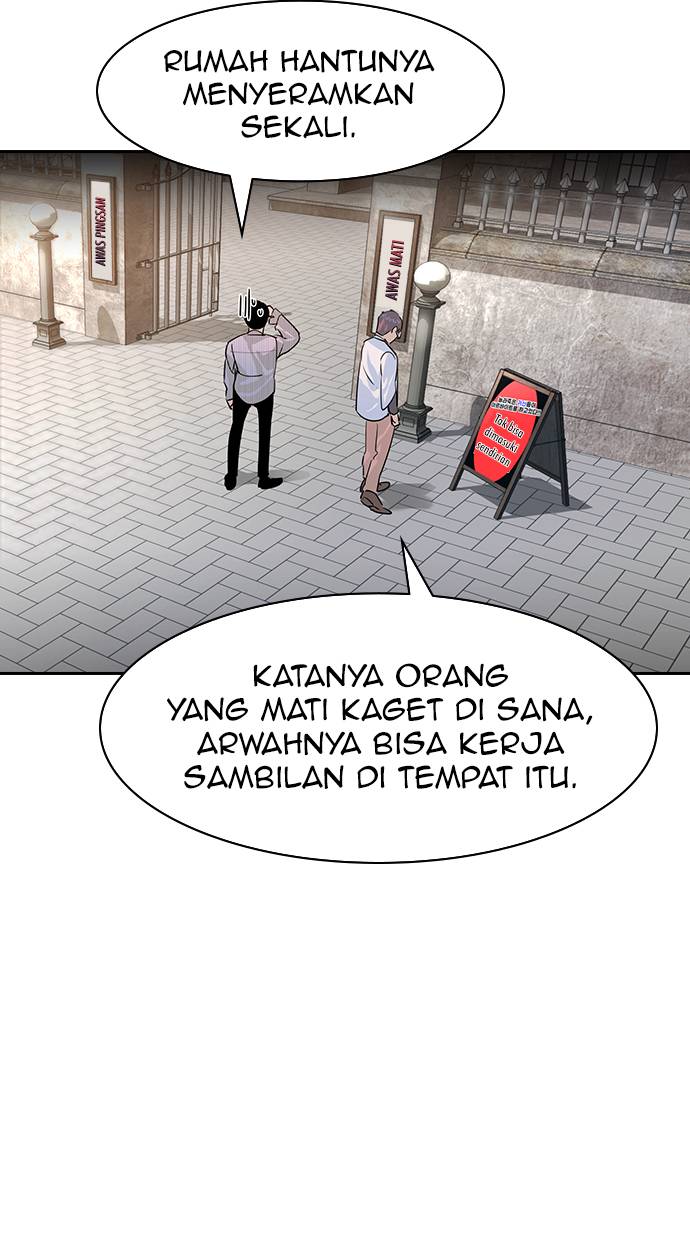 RUMAH HANTUNYA
MENYERAMKAN
SEKALI.
AWAS PINGSAN
AWAS MATI
Tak bisa
dimasuki
sendirian
KATANYA ORANG
YANG MATI KAGET DI SANA,
ARWAHNYA BISA KERJA
SAMBILAN DI TEMPAT ITU.